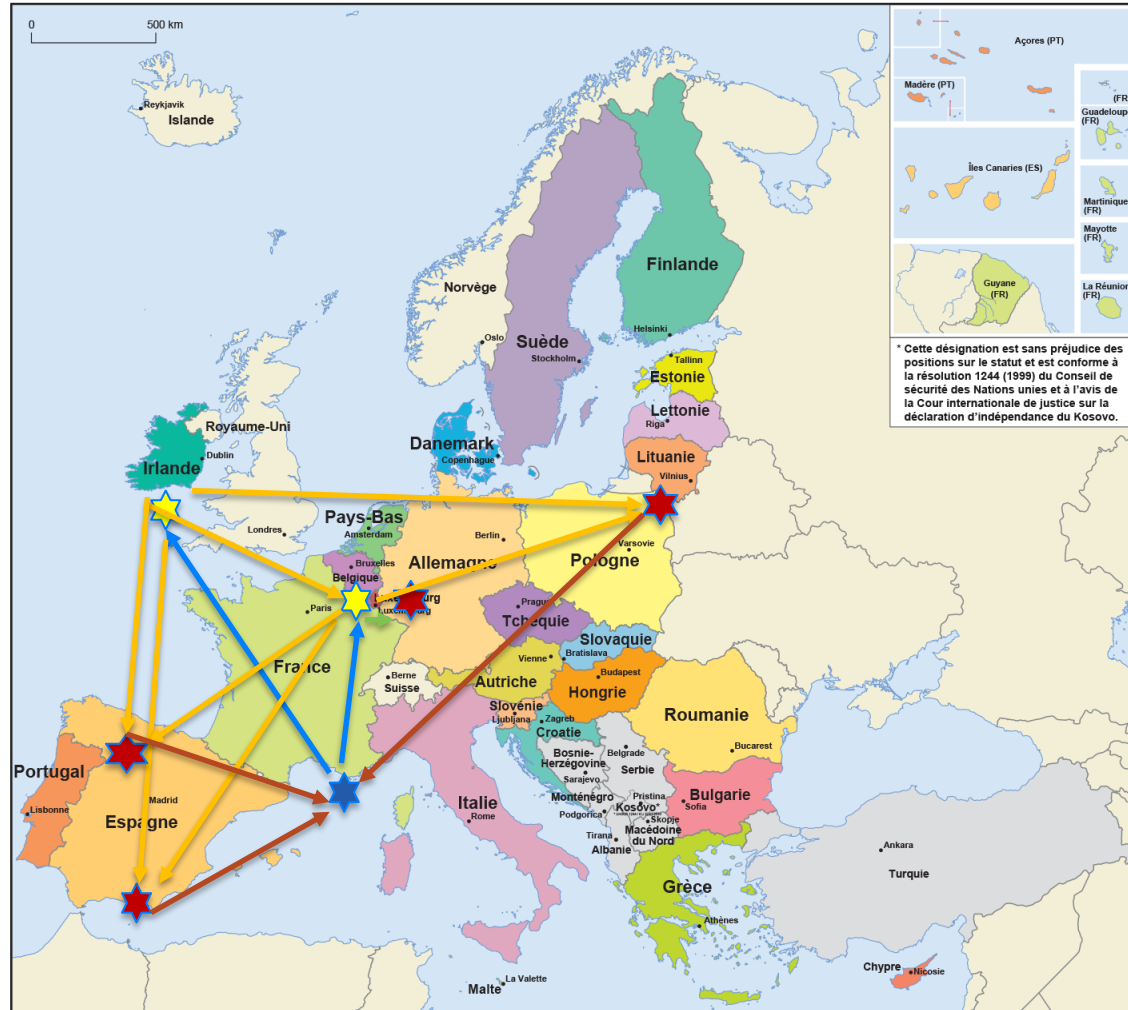 0 500 km
Açores (PT)
Madère (PT)
(FR)
Guadeloupe
(FR)
Îles Canaries (ES)
Martinique
(FR)
Mayotte
(FR)
Guyane
(FR)
La Réunion
(FR)
* Cette désignation est sans préjudice des
positions sur le statut et est conforme à
la résolution 1244 (1999) du Conseil de
sécurité des Nations unies et à l'avis de
la Cour internationale de justice sur la
déclaration d'indépendance du Kosovo.
Reykjavik
Islande
Finlande
Norvège
Suède
Oslo
Helsinki
Stockholm
Tallinn
Estonie
Lettonie
Riga
Royaume-Uni
Danemark
Copenhague
Dublin
Irlande
Lituanie
Vilnius
Pays-Bas
Amsterdam
Londres
Berlin
Varsovie
Allemagne
Pologne
Bruxelles
Belgique
Paris
Prague
Tchéquie
Slovaquie
Bratislava
Vienne
France
Berne
Suisse
Autriche
Budapest
Hongrie
Slovénie
Ljubljana
Zagreb
Croatie
Roumanie
Bucarest
Bosnie-
Herzégovine
Sarajevo
Belgrade
Serbie
Portugal
Lisbonne
Madrid
Espagne
Italie
Rome
Monténégro
Podgorica
Pristina
Kosovo*
Bulgarie
Sofia
Skopje
Macédoine
du Nord
Tirana
Albanie
Grèce
Athènes
Ankara
Turquie
Chypre
Nicosie
La Valette
Malte